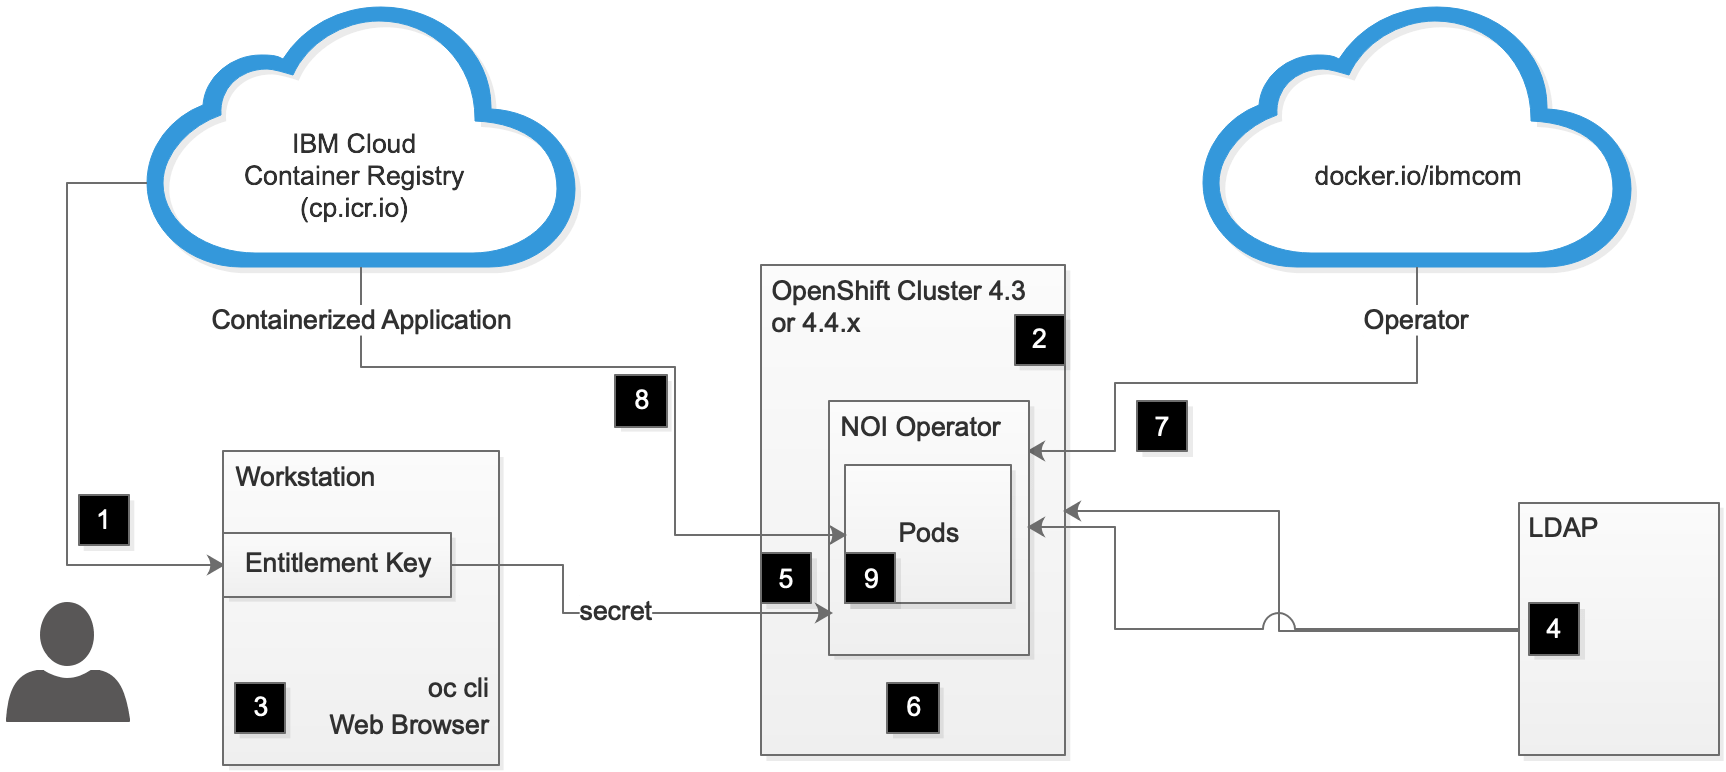 IBM Cloud
Container Registry
(cp.icr.io)
docker.io/ibmcom
Containerized Application
Operator
OpenShift Cluster 4.3
or 4.4.x
2
8
7
NOI Operator
Workstation
1
Entitlement Key
Pods
LDAP
5
9
secret
4
3
oc cli
Web Browser
6